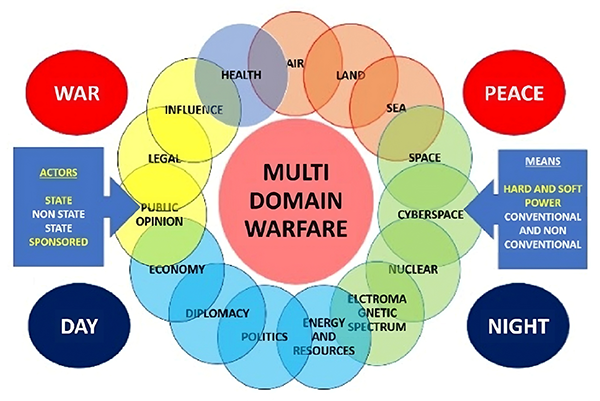 HEALTH
AIR
LAND
SEA
SPACE
CYBERSPACE
NUCLEAR
ELCTROMA
GNETIC
SPECTRUM
ENERGY
AND
RESOURCES
POLITICS
DIPLOMACY
ECONOMY
PUBLIC
OPINION
LEGAL
INFLUENCE
MULTI
DOMAIN
WARFARE
WAR
PEACE
ACTORS
STATE
NON STATE
STATE
SPONSORED
MEANS
HARD AND SOFT
POWER
CONVENTIONAL
AND NON
CONVENTIONAL
DAY
NIGHT